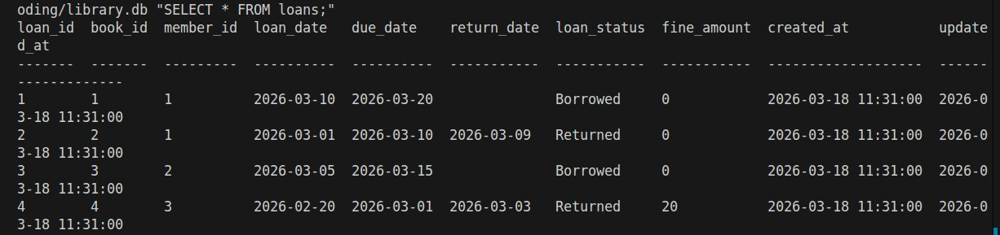 oding/library.db "SELECT * FROM loans;"
loan_id  book_id  member_id  loan_date   due_date    return_date  loan_status  fine_amount  created_at           update
d_at
-------  -------  ---------  ----------  ----------  -----------  -----------  -----------  -------------------  ------
-------------
1        1        1          2026-03-10  2026-03-20               Borrowed     0            2026-03-18 11:31:00  2026-0
3-18 11:31:00
2        2        1          2026-03-01  2026-03-10  2026-03-09   Returned     0            2026-03-18 11:31:00  2026-0
3-18 11:31:00
3        3        2          2026-03-05  2026-03-15               Borrowed     0            2026-03-18 11:31:00  2026-0
3-18 11:31:00
4        4        3          2026-02-20  2026-03-01  2026-03-03   Returned     20           2026-03-18 11:31:00  2026-0
3-18 11:31:00